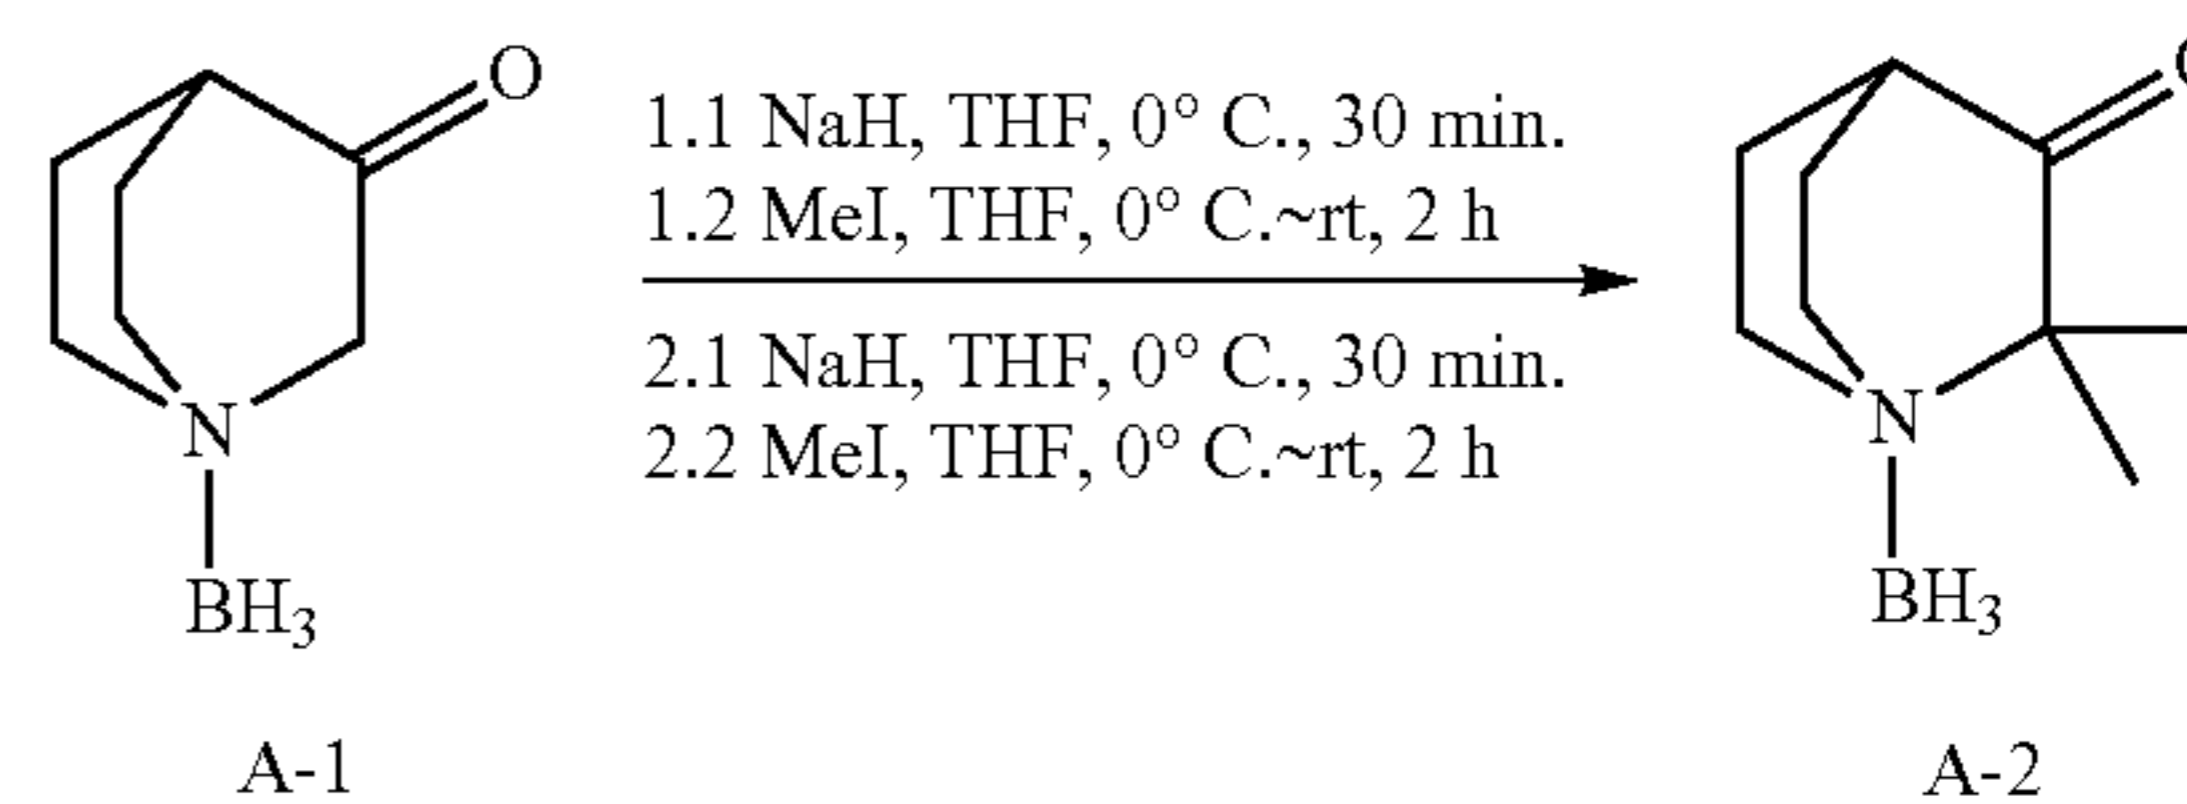 O
1.1 NaH, THF, 0° C., 30 min.
1.2 MeI, THF, 0° C.~rt, 2 h
2.1 NaH, THF, 0° C., 30 min.
2.2 MeI, THF, 0° C.~rt, 2 h
N
BH₃
A-1
N
BH₃
A-2